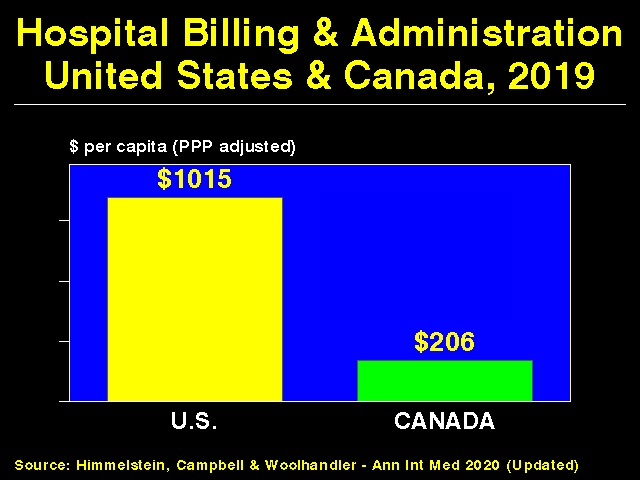 Hospital Billing & Administration
United States & Canada, 2019
$ per capita (PPP adjusted)
$1015
$206
U.S.
CANADA
Source: Himmelstein, Campbell & Woolhandler - Ann Int Med 2020 (Updated)